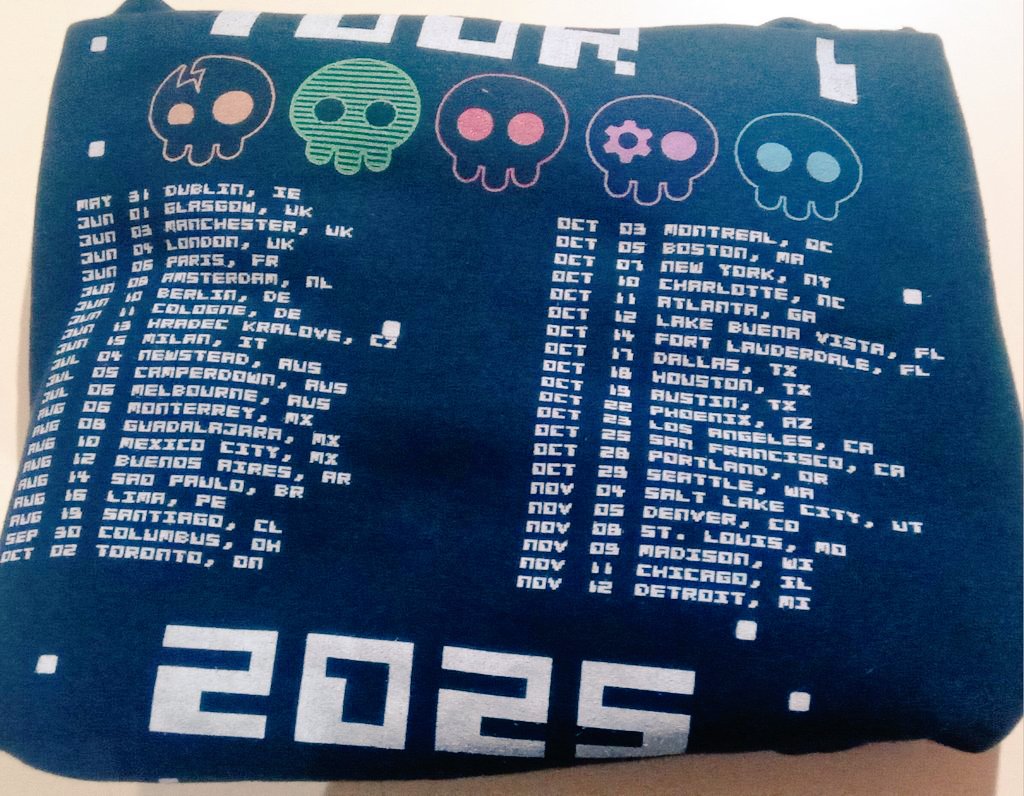 TOUR
MAY 31 DUBLIN, IE
JUN 01 GLASGOW, UK
JUN 03 MANCHESTER, UK
JUN 04 LONDON, UK
JUN 06 PARIS, FR
JUN 08 AMSTERDAM, NL
JUN 10 BERLIN, DE
JUN 11 COLOGNE, DE
JUN 13 HRADEC KRALOVE, CZ
JUN 15 MILAN, IT
JUL 04 NEWSTEAD, AUS
JUL 05 CAMPERDOWN, AUS
JUL 06 MELBOURNE, AUS
AUG 06 MONTERREY, MX
AUG 08 GUADALAJARA, MX
AUG 10 MEXICO CITY, MX
AUG 12 BUENOS AIRES, AR
AUG 14 SAO PAULO, BR
AUG 16 LIMA, PE
AUG 19 SANTIAGO, CL
SEP 30 COLUMBUS, OH
OCT 02 TORONTO, ON
OCT 03 MONTREAL, QC
OCT 05 BOSTON, MA
OCT 07 NEW YORK, NY
OCT 10 CHARLOTTE, NC
OCT 11 ATLANTA, GA
OCT 12 LAKE BUENA VISTA, FL
OCT 14 FORT LAUDERDALE, FL
OCT 17 DALLAS, TX
OCT 18 HOUSTON, TX
OCT 19 AUSTIN, TX
OCT 22 PHOENIX, AZ
OCT 23 LOS ANGELES, CA
OCT 25 SAN FRANCISCO, CA
OCT 28 PORTLAND, OR
OCT 29 SEATTLE, WA
NOV 04 SALT LAKE CITY, UT
NOV 05 DENVER, CO
NOV 08 ST. LOUIS, MO
NOV 09 MADISON, WI
NOV 11 CHICAGO, IL
NOV 12 DETROIT, MI
2025